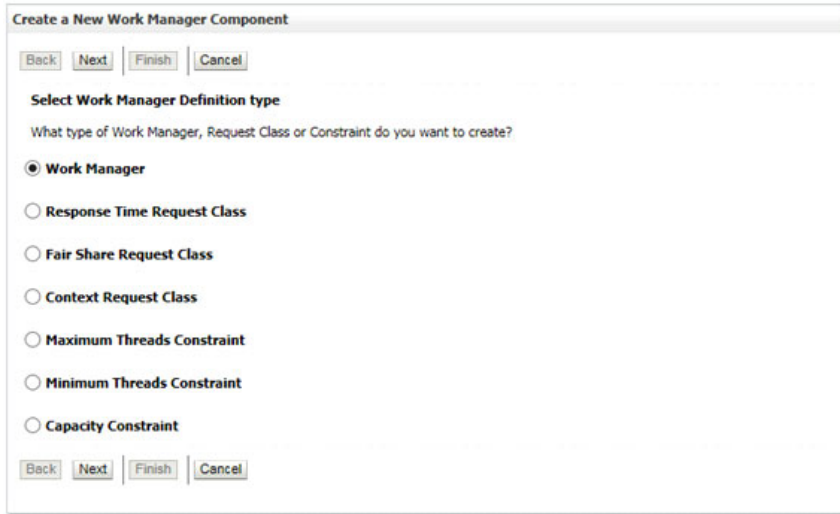 Create a New Work Manager Component
Back Next Finish Cancel
Select Work Manager Definition type
What type of Work Manager, Request Class or Constraint do you want to create?
Work Manager
Response Time Request Class
Fair Share Request Class
Context Request Class
Maximum Threads Constraint
Minimum Threads Constraint
Capacity Constraint
Back Next Finish Cancel